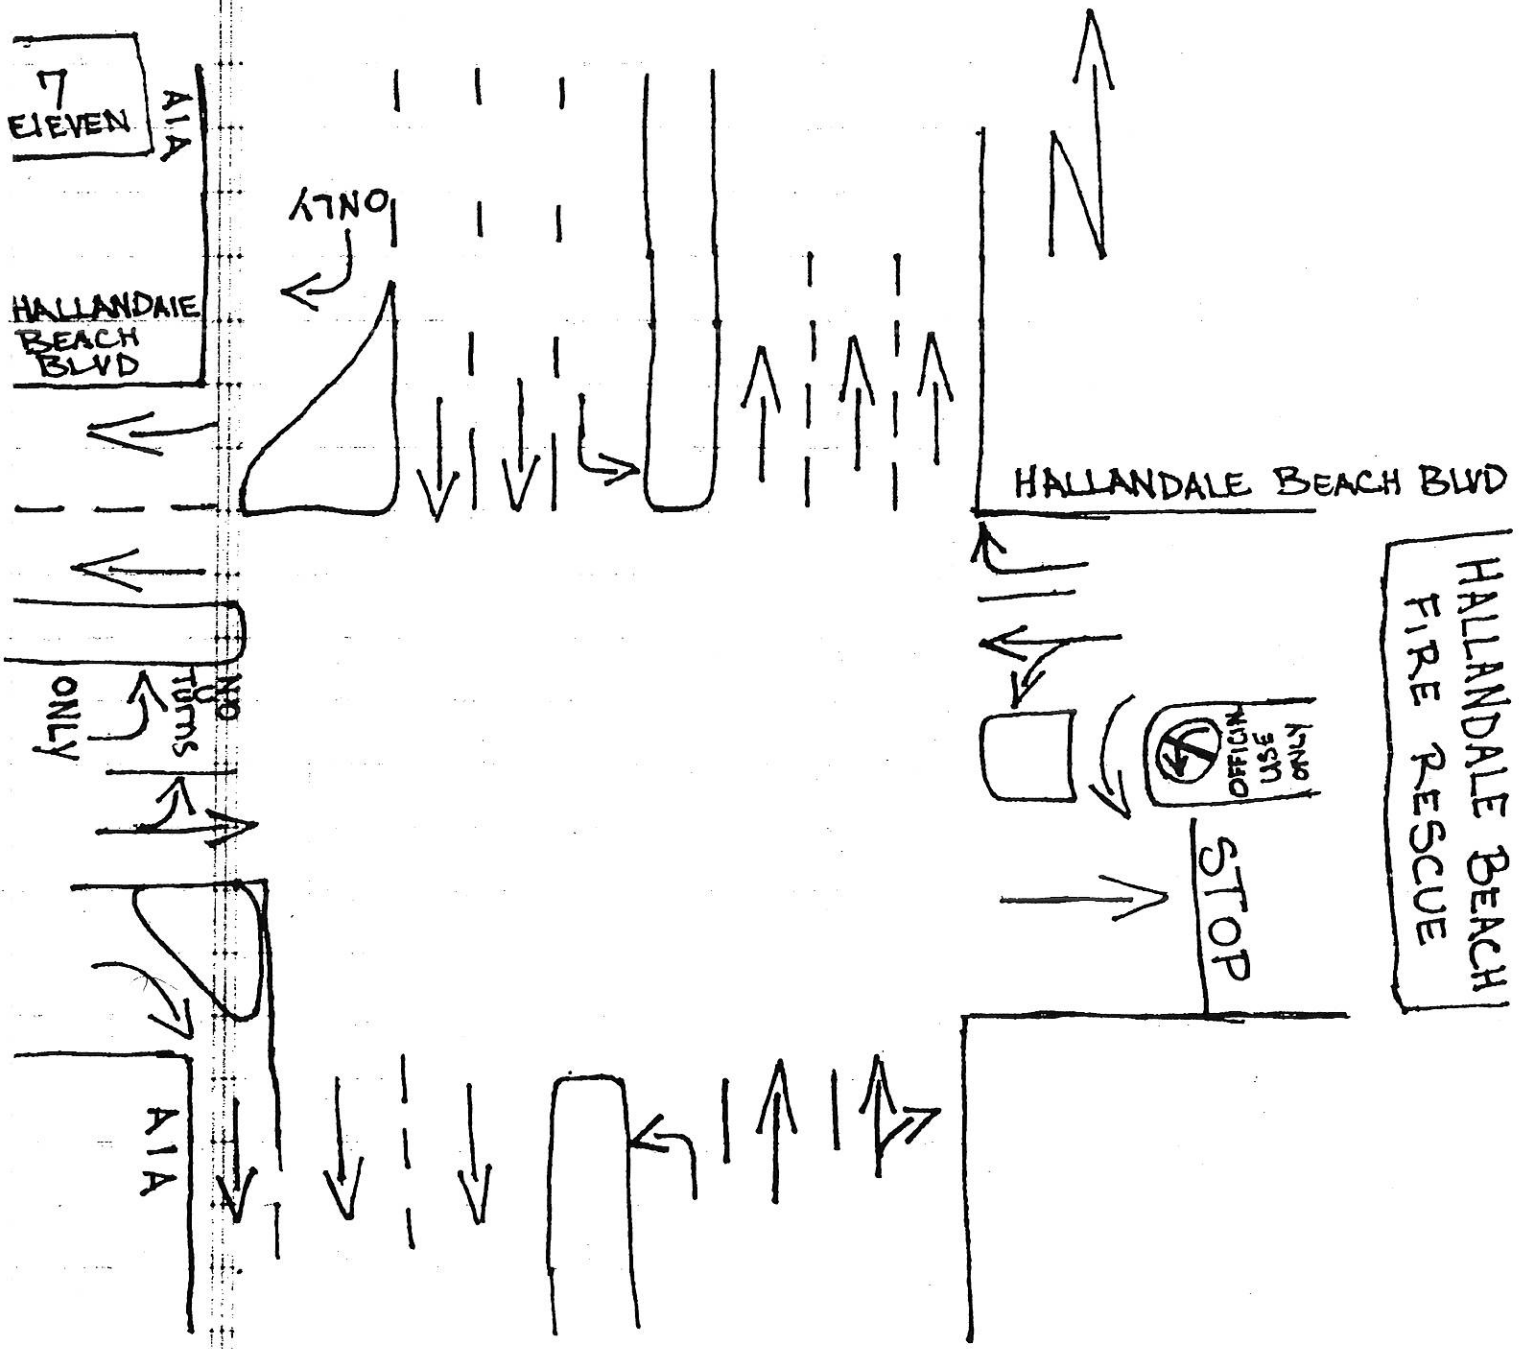 7
ElEVEN
A1A
ONLY
N
HALLANDAlE
BEACH
BLVD
HALLANDALE BEACH BLVD
HALLANDALE BEACH
FIRE RESCUE
NO
U
TURNS
ONLY
ONLY
USE
STOP
A1A